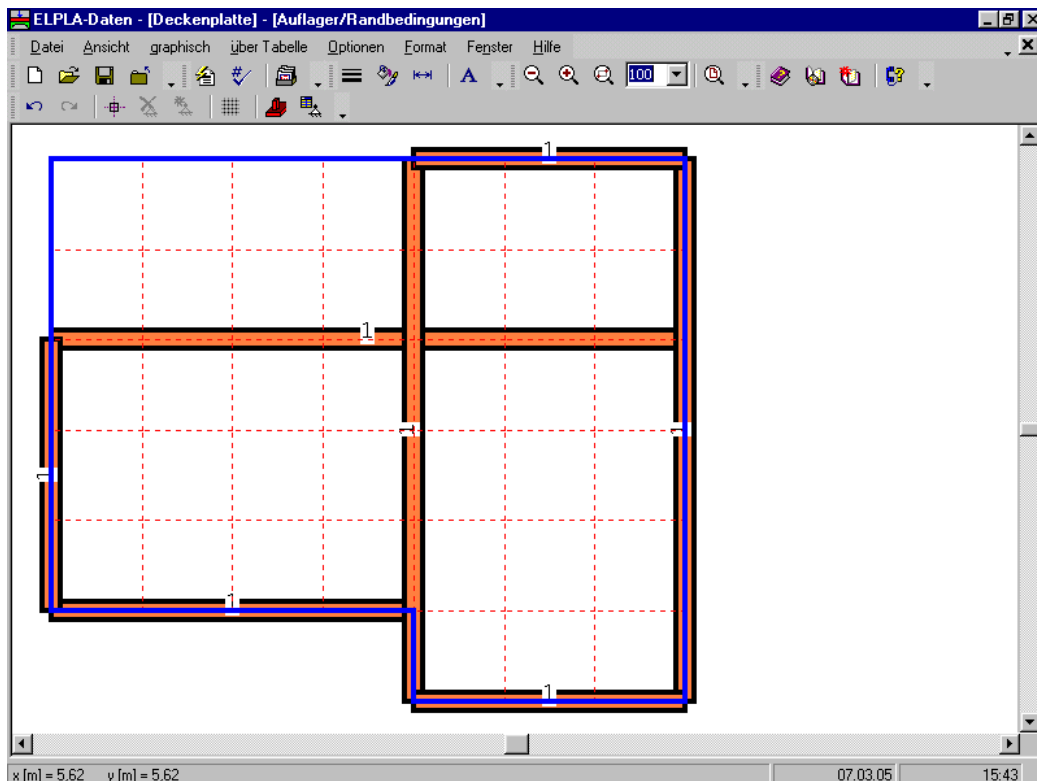 ELPLA-Daten - [Deckenplatte] - [Auflager/Randbedingungen]
Datei Ansicht graphisch über Tabelle Optionen Format Fenster Hilfe
A 100
1
1
1 1
1
1
1
x [m] = 5.62 y [m] = 5.62 07.03.05 15:43